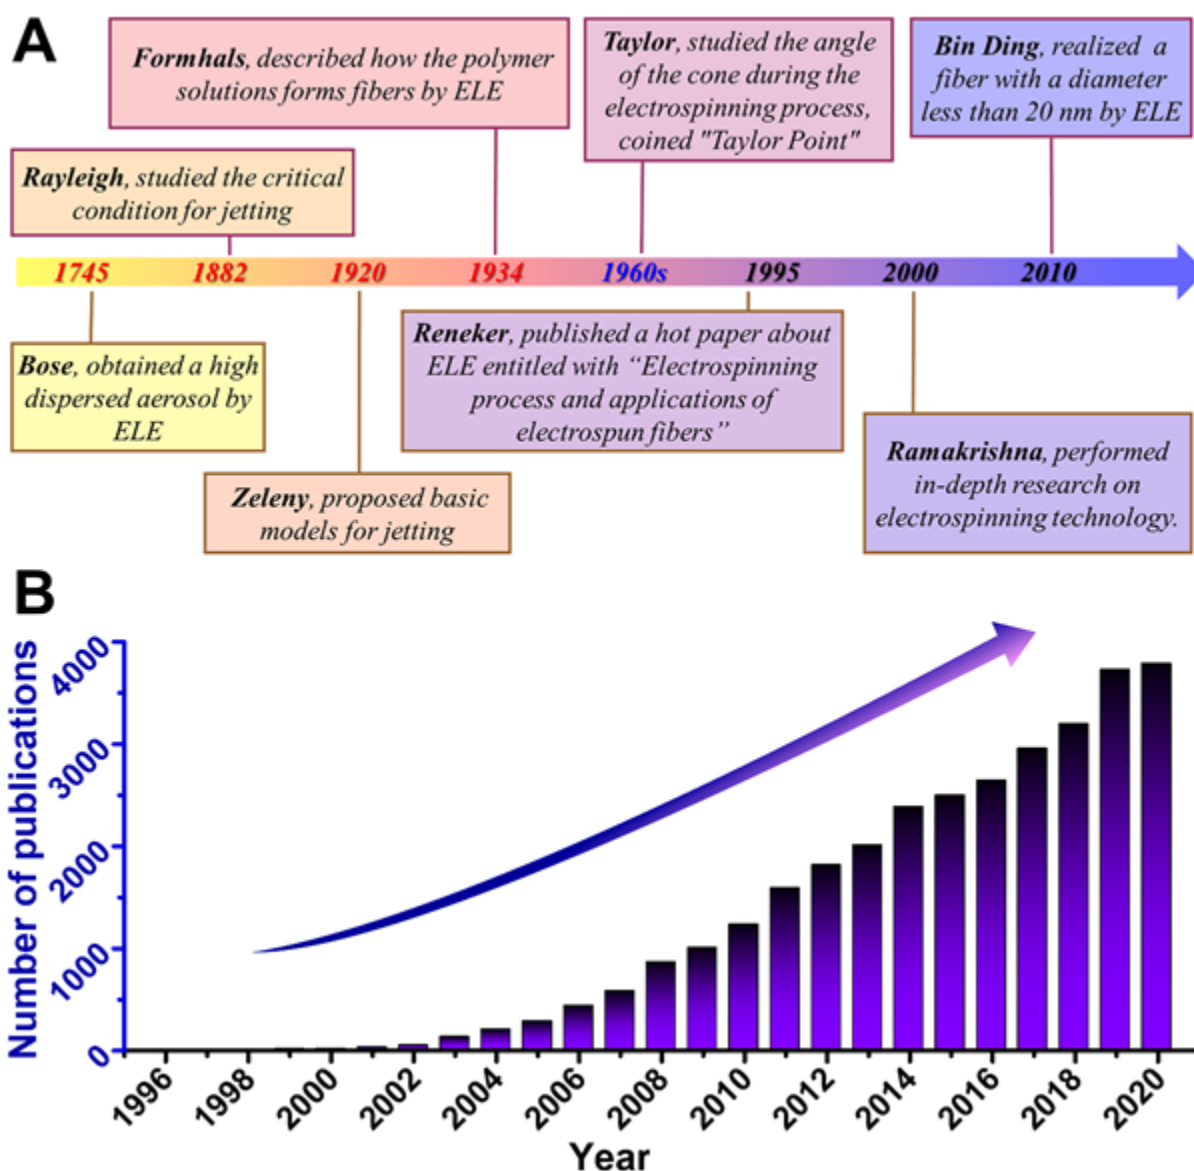 A
Formhals, described how the polymer
solutions forms fibers by ELE
Taylor, studied the angle
of the cone during the
electrospinning process,
coined "Taylor Point"
Bin Ding, realized a
fiber with a diameter
less than 20 nm by ELE
Rayleigh, studied the critical
condition for jetting
1745 1882 1920 1934 1960s 1995 2000 2010
Bose, obtained a high
dispersed aerosol by
ELE
Reneker, published a hot paper about
ELE entitled with “Electrospinning
process and applications of
electrospun fibers”
Zeleny, proposed basic
models for jetting
Ramakrishna, performed
in-depth research on
electrospinning technology.
B
Number of publications
4000
3000
2000
1000
0
1996 1998 2000 2002 2004 2006 2008 2010 2012 2014 2016 2018 2020
Year